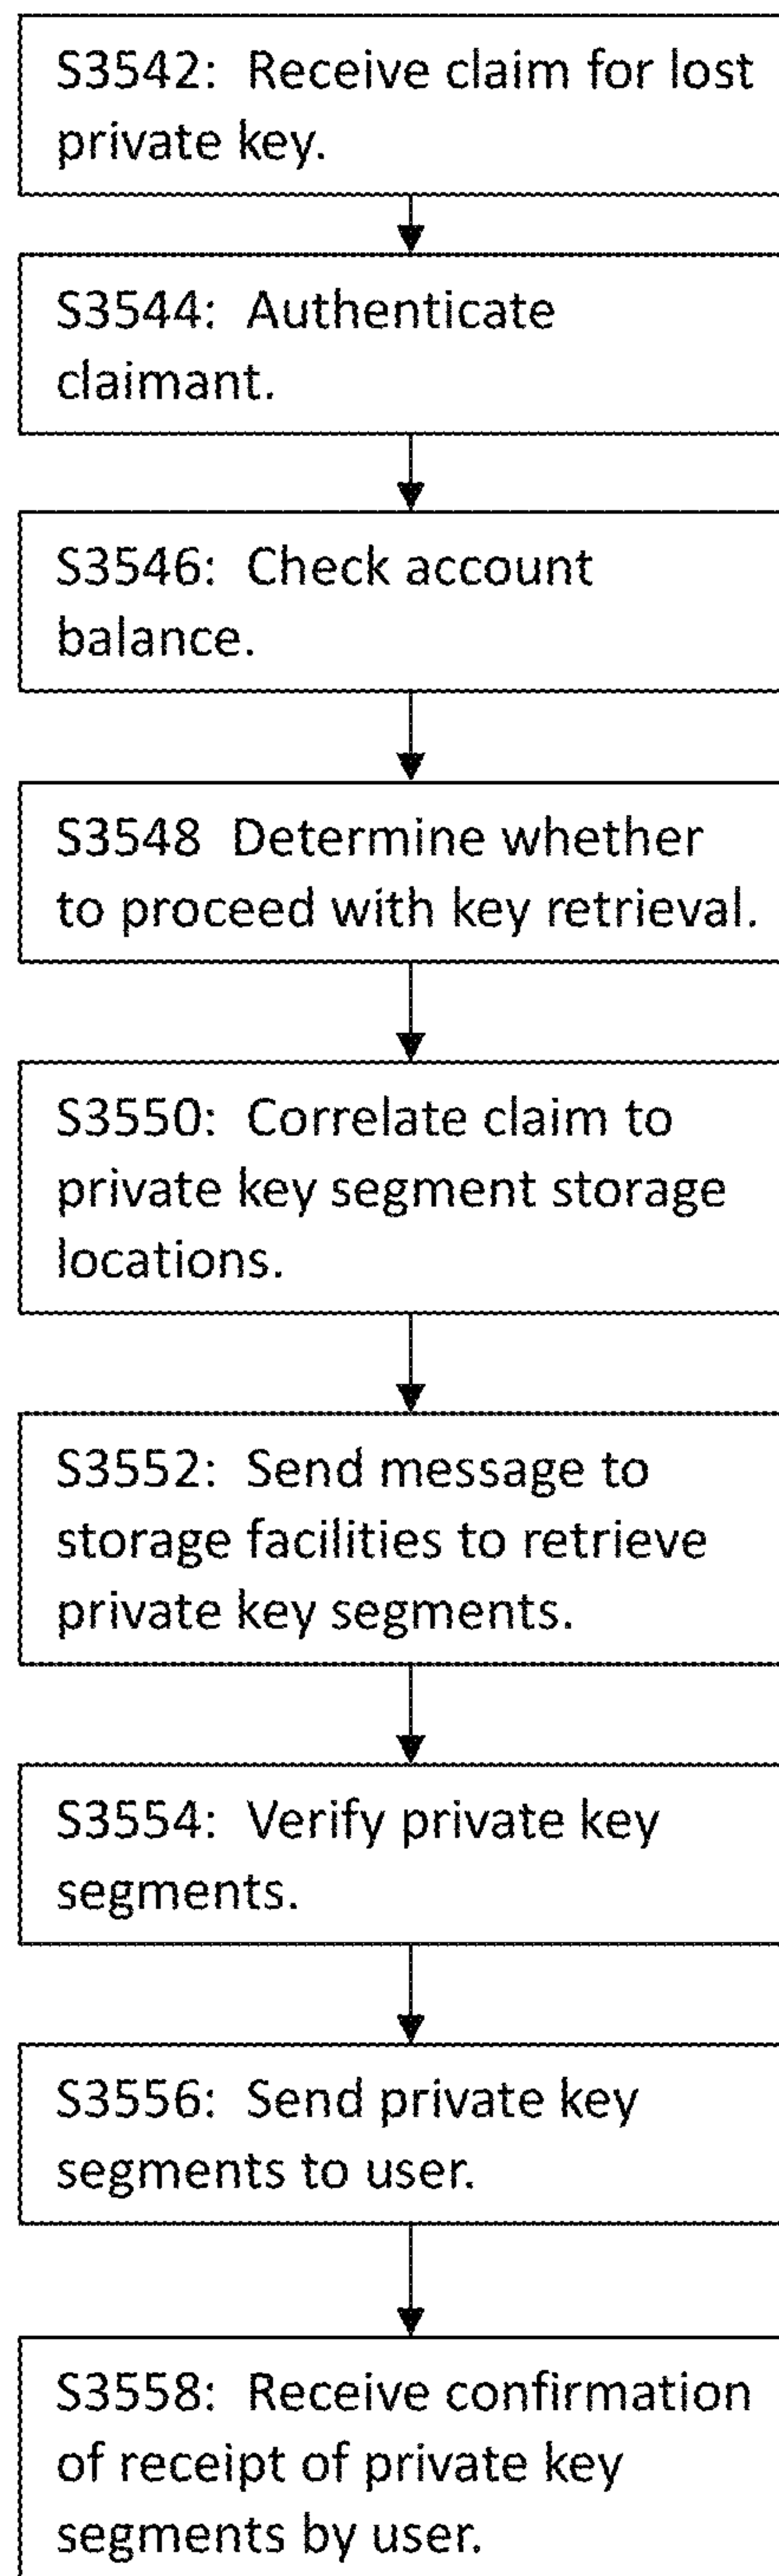 S3542: Receive claim for lost
private key.
S3544: Authenticate
claimant.
S3546: Check account
balance.
S3548 Determine whether
to proceed with key retrieval.
S3550: Correlate claim to
private key segment storage
locations.
S3552: Send message to
storage facilities to retrieve
private key segments.
S3554: Verify private key
segments.
S3556: Send private key
segments to user.
S3558: Receive confirmation
of receipt of private key
segments by user.